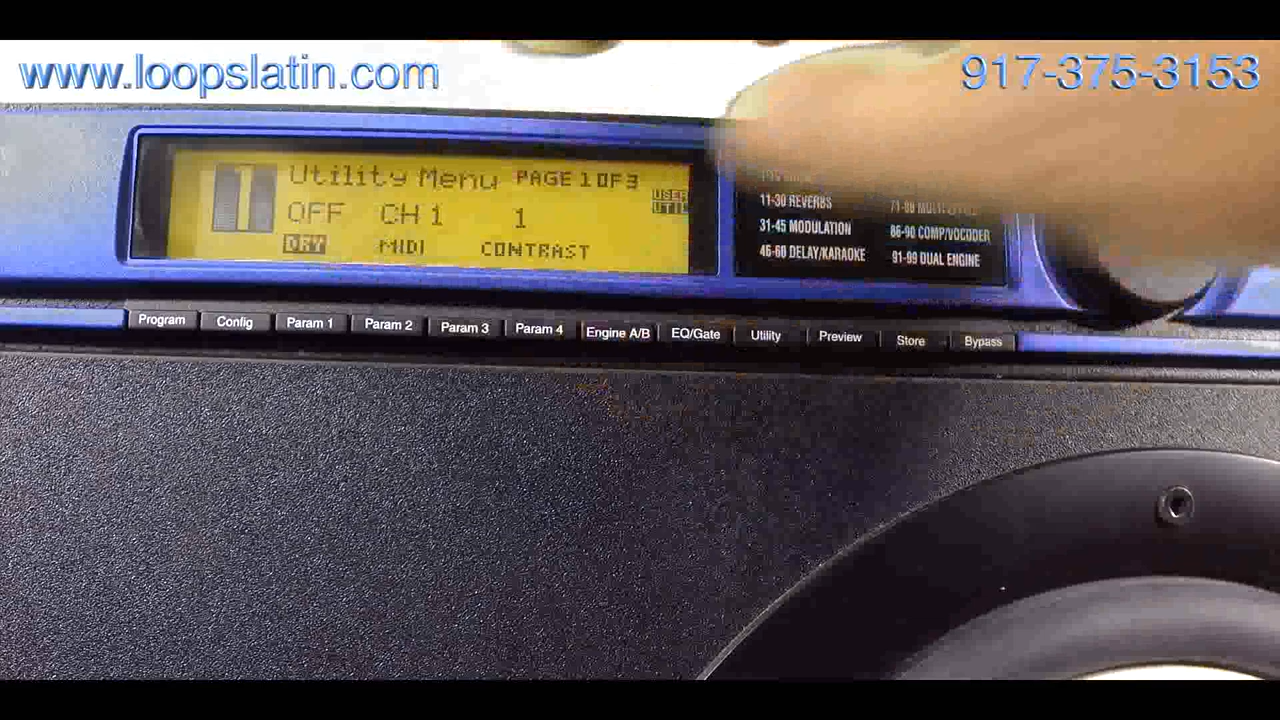 www.loopslatin.com
917-375-3153
1
Utility Menu PAGE 1 OF 3
USER
UTIL
OFF CH 1 1
DRY MIDI CONTRAST
11-30 REVERBS
31-45 MODULATION
86-90 COMP/VOCODER
46-60 DELAY/KARAOKE
91-99 DUAL ENGINE
Program Config Param 1 Param 2 Param 3 Param 4 Engine A/B EQ/Gate Utility Preview Store Bypass